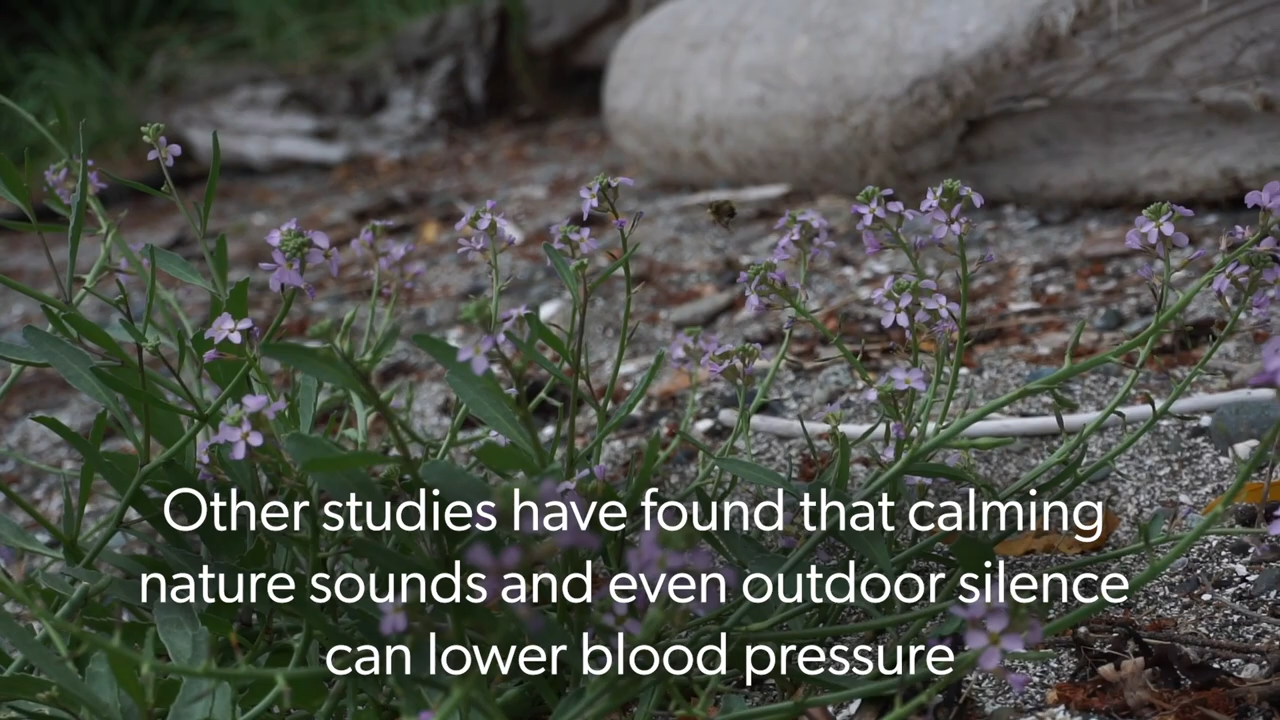 Other studies have found that calming
nature sounds and even outdoor silence
can lower blood pressure